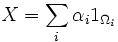 X = \sum_i \alpha_i 1_{\Omega_i}